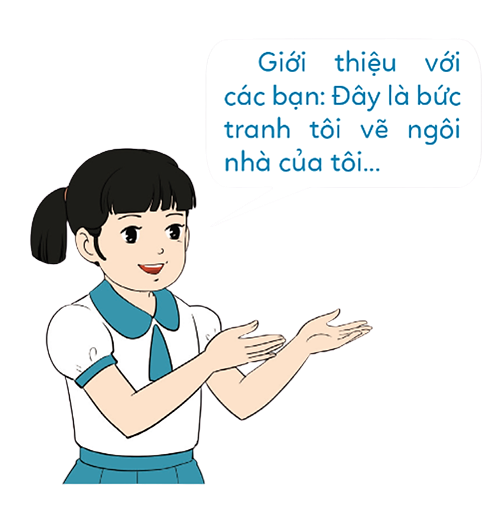 Giới thiệu với
các bạn: Đây là bức
tranh tôi vẽ ngôi
nhà của tôi...